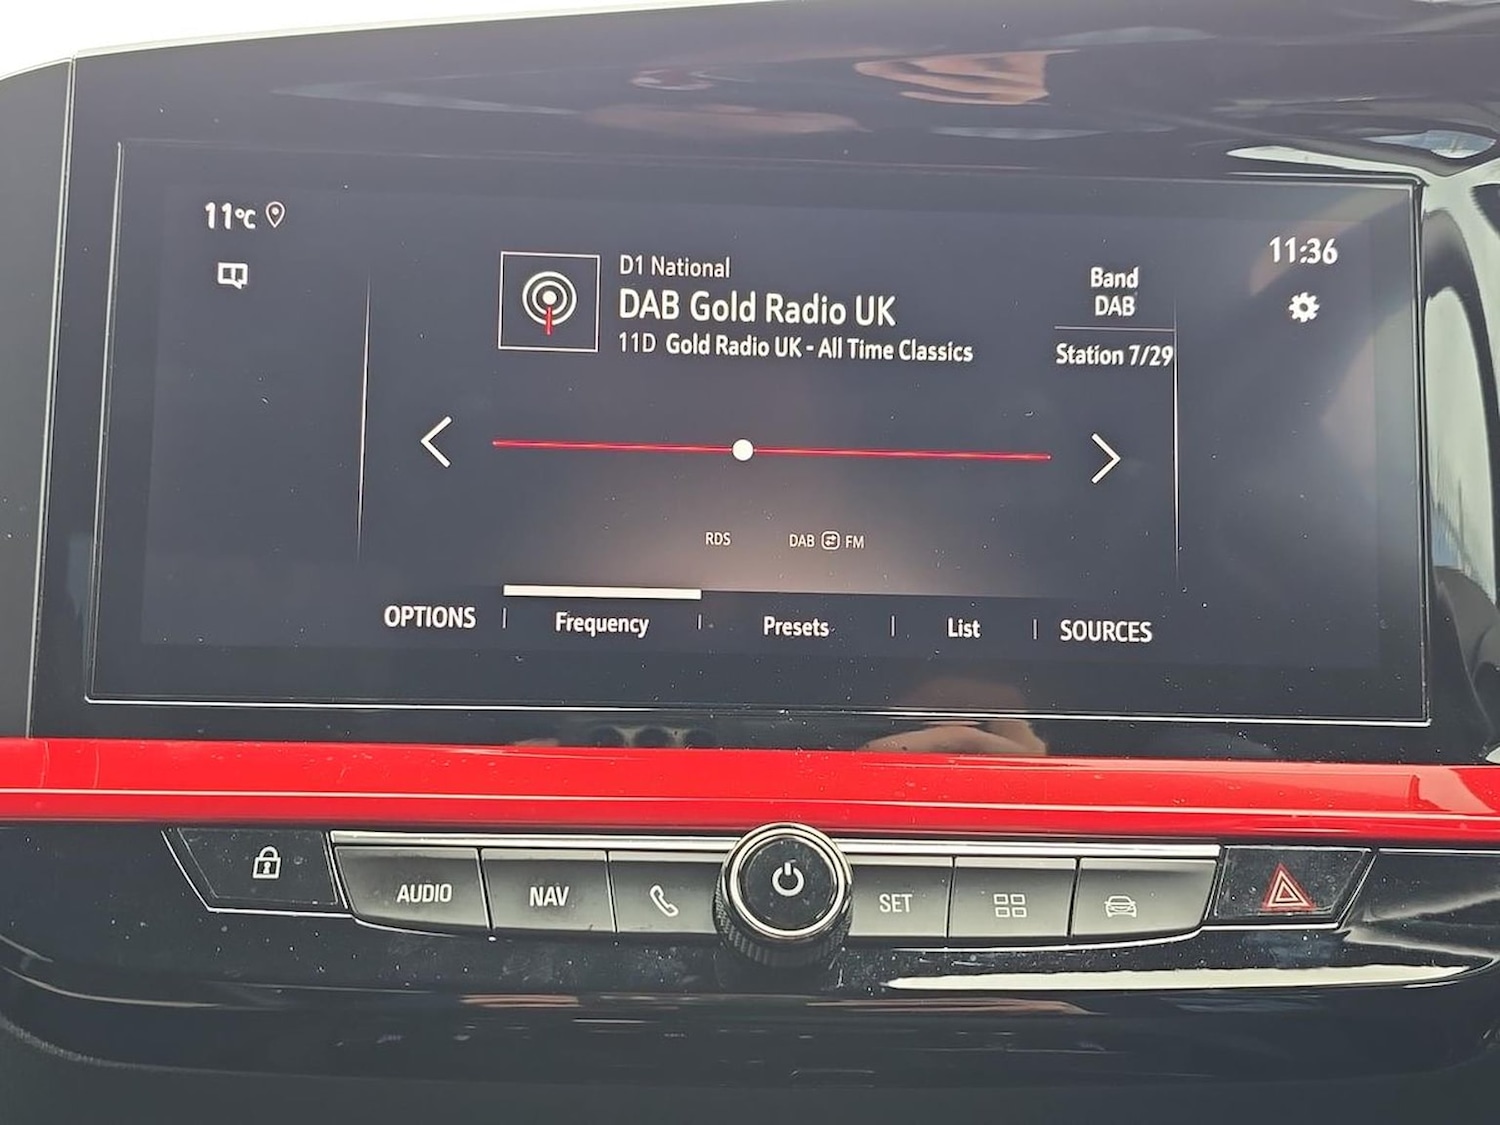 11°C
11:36
D1 National
DAB Gold Radio UK
11D Gold Radio UK - All Time Classics
Band
DAB
Station 7/29
RDS
DAB FM
OPTIONS
Frequency
Presets
List
SOURCES
AUDIO
NAV
SET